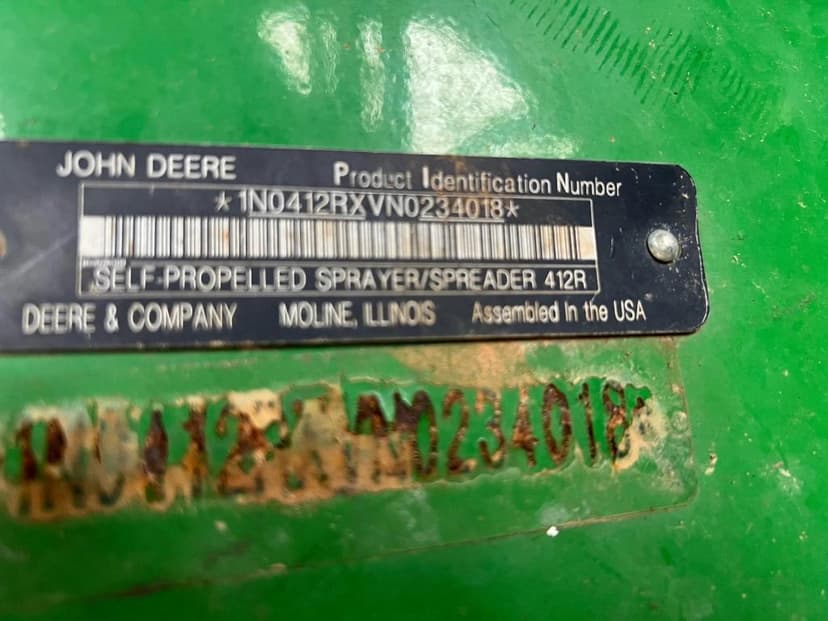 JOHN DEERE Product Identification Number
*1N0412RXVN0234018*
SELF-PROPELLED SPRAYER/SPREADER 412R
DEERE & COMPANY MOLINE, ILLINOIS Assembled in the USA
0234018